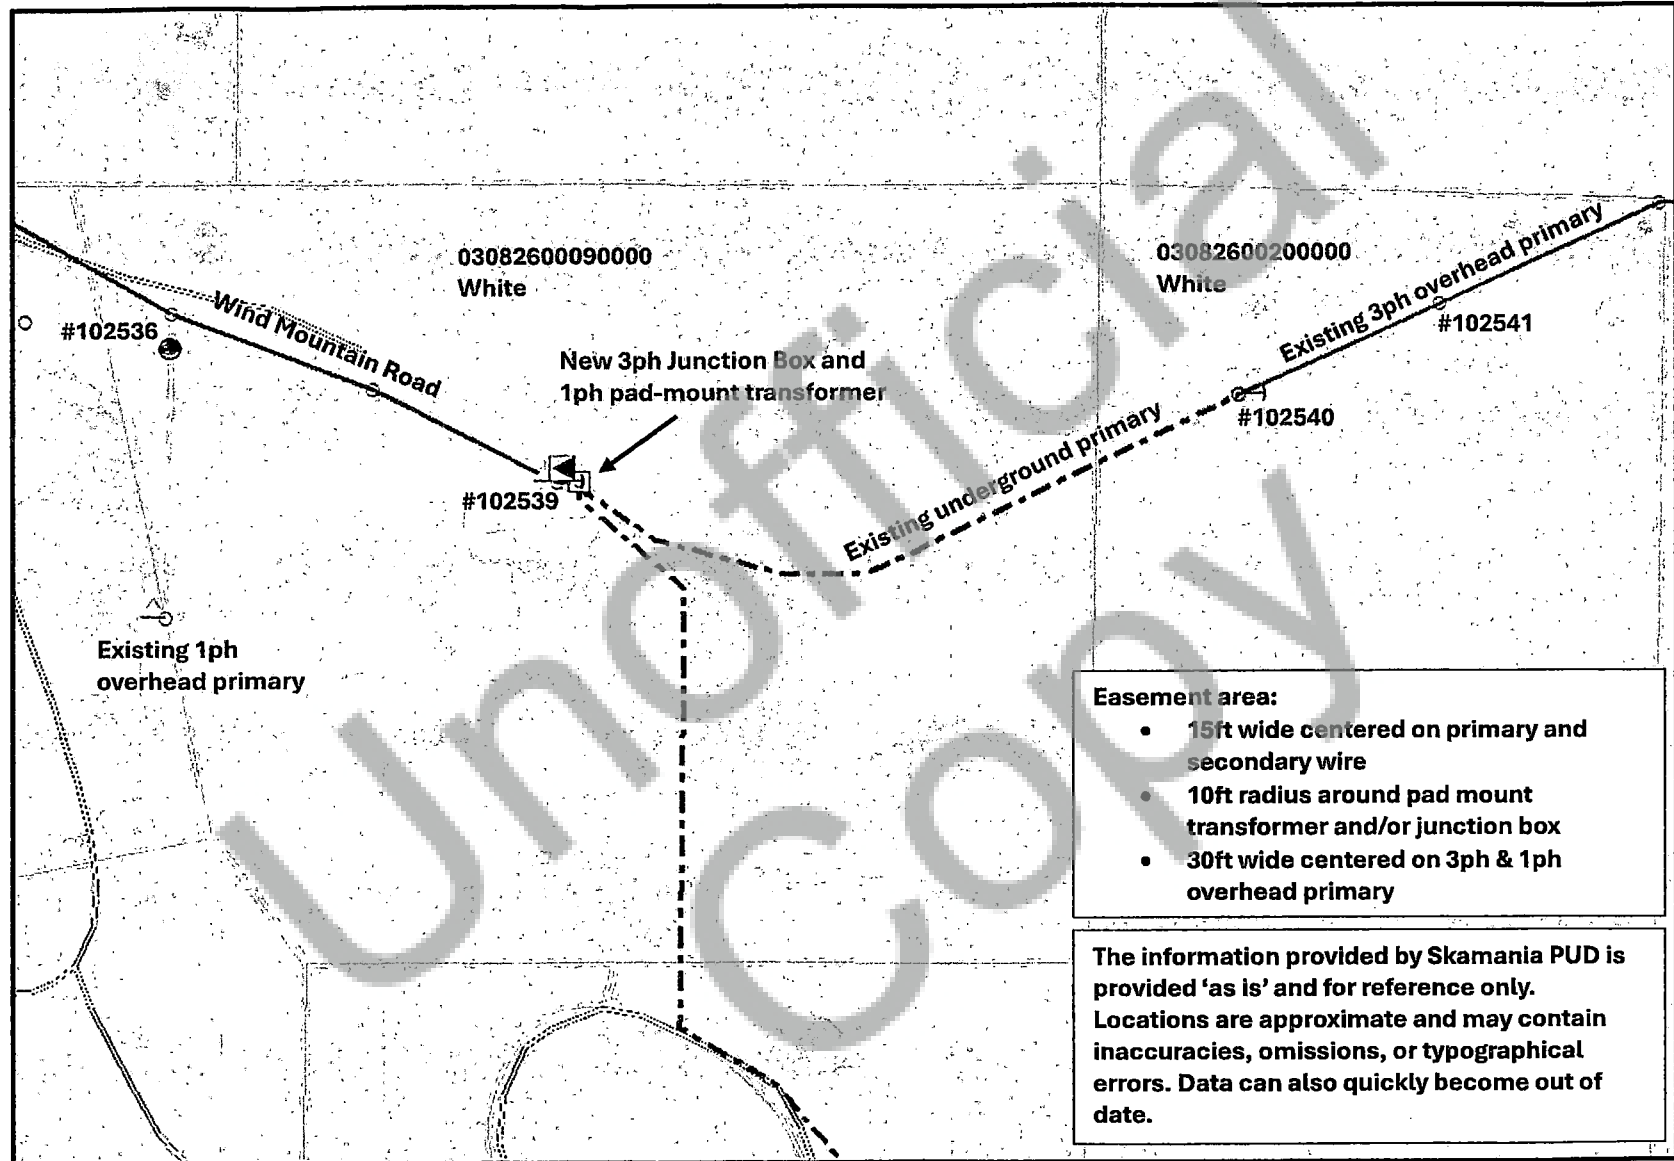 03082600090000
White
03082600200000
White
Existing 3ph overhead primary
#102541
#102536
Wind Mountain Road
New 3ph Junction Box and
1ph pad-mount transformer
#102540
Existing underground primary
#102539
Existing 1ph
overhead primary
Easement area:
• 15ft wide centered on primary and
secondary wire
• 10ft radius around pad mount
transformer and/or junction box
• 30ft wide centered on 3ph & 1ph
overhead primary
The information provided by Skamania PUD is
provided ‘as is’ and for reference only.
Locations are approximate and may contain
inaccuracies, omissions, or typographical
errors. Data can also quickly become out of
date.
Unofficial
Copy